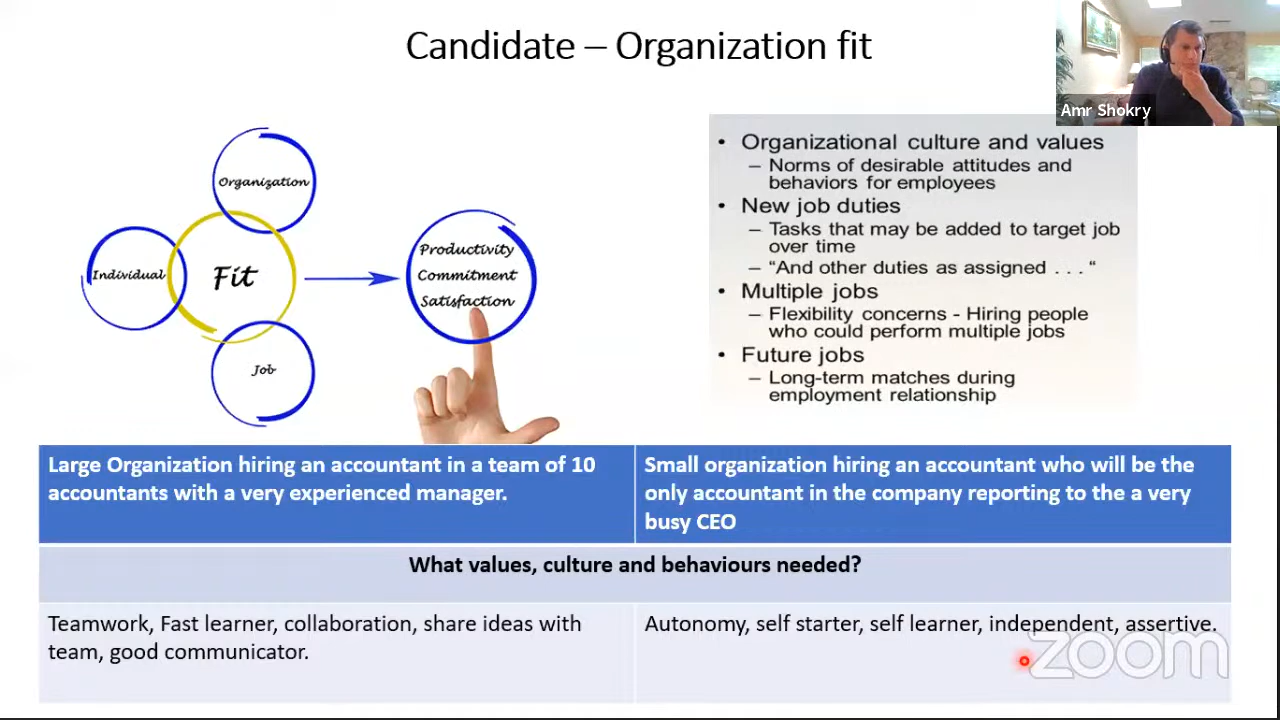 Candidate – Organization fit
Amr Shokry
Organization
Individual
Fit
Job
Productivity
Commitment
Satisfaction
• Organizational culture and values
– Norms of desirable attitudes and
behaviors for employees
• New job duties
– Tasks that may be added to target job
over time
– “And other duties as assigned . . . “
• Multiple jobs
– Flexibility concerns - Hiring people
who could perform multiple jobs
• Future jobs
– Long-term matches during
employment relationship
Large Organization hiring an accountant in a team of 10
accountants with a very experienced manager.
Small organization hiring an accountant who will be the
only accountant in the company reporting to the a very
busy CEO
What values, culture and behaviours needed?
Teamwork, Fast learner, collaboration, share ideas with
team, good communicator.
Autonomy, self starter, self learner, independent, assertive.
zoom